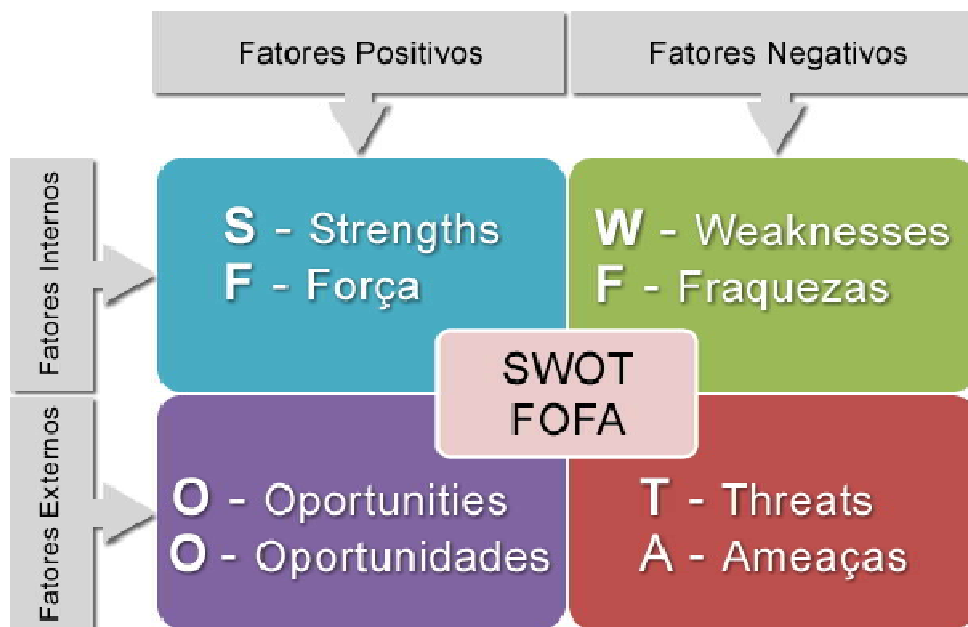 Fatores Positivos
Fatores Negativos
Fatores Internos
S - Strengths
F - Força
W - Weaknesses
F - Fraquezas
SWOT
FOFA
Fatores Externos
O - Oportunities
O - Oportunidades
T - Threats
A - Ameaças